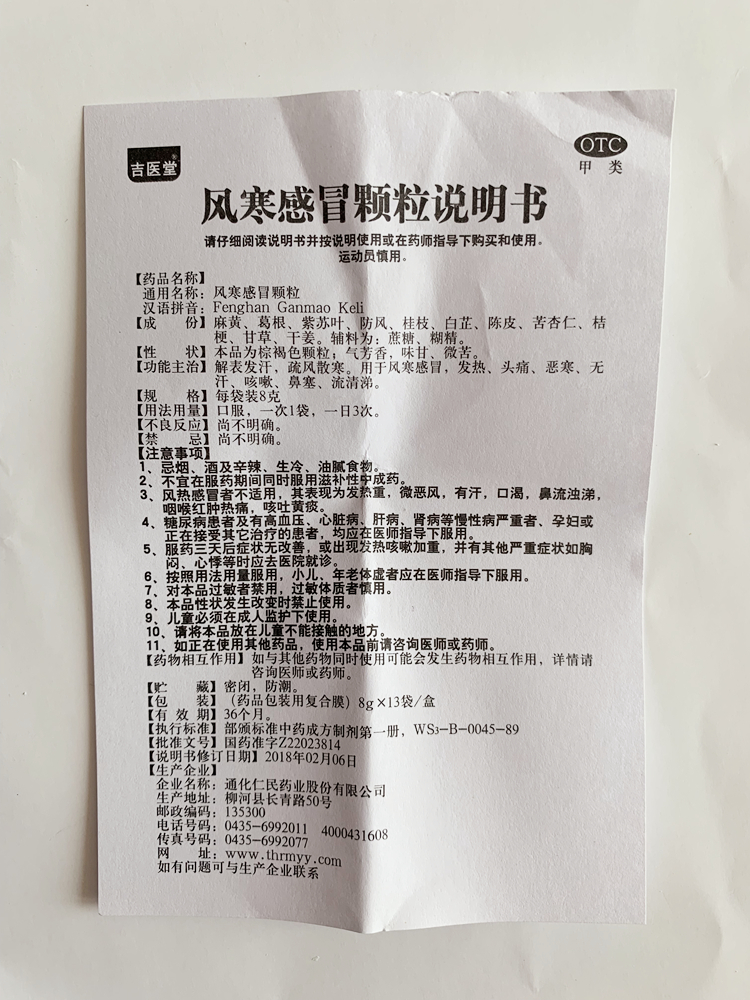 吉医堂®
OTC
甲 类
风寒感冒颗粒说明书
请仔细阅读说明书并按说明使用或在药师指导下购买和使用。
运动员慎用。
【药品名称】
通用名称：风寒感冒颗粒
汉语拼音：Fenghan Ganmao Keli
【成 份】麻黄、葛根、紫苏叶、防风、桂枝、白芷、陈皮、苦杏仁、桔
梗、甘草、干姜。辅料为：蔗糖、糊精。
【性 状】本品为棕褐色颗粒；气芳香，味甘、微苦。
【功能主治】解表发汗，疏风散寒。用于风寒感冒，发热、头痛、恶寒、无
汗、咳嗽、鼻塞、流清涕。
【规 格】每袋装8克
【用法用量】口服，一次1袋，一日3次。
【不良反应】尚不明确。
【禁 忌】尚不明确。
【注意事项】
1、忌烟、酒及辛辣、生冷、油腻食物。
2、不宜在服药期间同时服用滋补性中成药。
3、风热感冒者不适用，其表现为发热重，微恶风，有汗，口渴，鼻流浊涕，
咽喉红肿热痛，咳吐黄痰。
4、糖尿病患者及有高血压、心脏病、肝病、肾病等慢性病严重者、孕妇或
正在接受其它治疗的患者，均应在医师指导下服用。
5、服药三天后症状无改善，或出现发热咳嗽加重，并有其他严重症状如胸
闷、心悸等时应去医院就诊。
6、按照用法用量服用，小儿、年老体虚者应在医师指导下服用。
7、对本品过敏者禁用，过敏体质者慎用。
8、本品性状发生改变时禁止使用。
9、儿童必须在成人监护下使用。
10、请将本品放在儿童不能接触的地方。
11、如正在使用其他药品，使用本品前请咨询医师或药师。
【药物相互作用】如与其他药物同时使用可能会发生药物相互作用，详情请
咨询医师或药师。
【贮 藏】密闭，防潮。
【包 装】（药品包装用复合膜）8g×13袋/盒
【有 效 期】36个月。
【执行标准】部颁标准中药成方制剂第一册，WS3-B-0045-89
【批准文号】国药准字Z22023814
【说明书修订日期】2018年02月06日
【生产企业】
企业名称：通化仁民药业股份有限公司
生产地址：柳河县长青路50号
邮政编码：135300
电话号码：0435-6992011 4000431608
传真号码：0435-6992077
网 址：www.thrmyy.com
如有问题可与生产企业联系